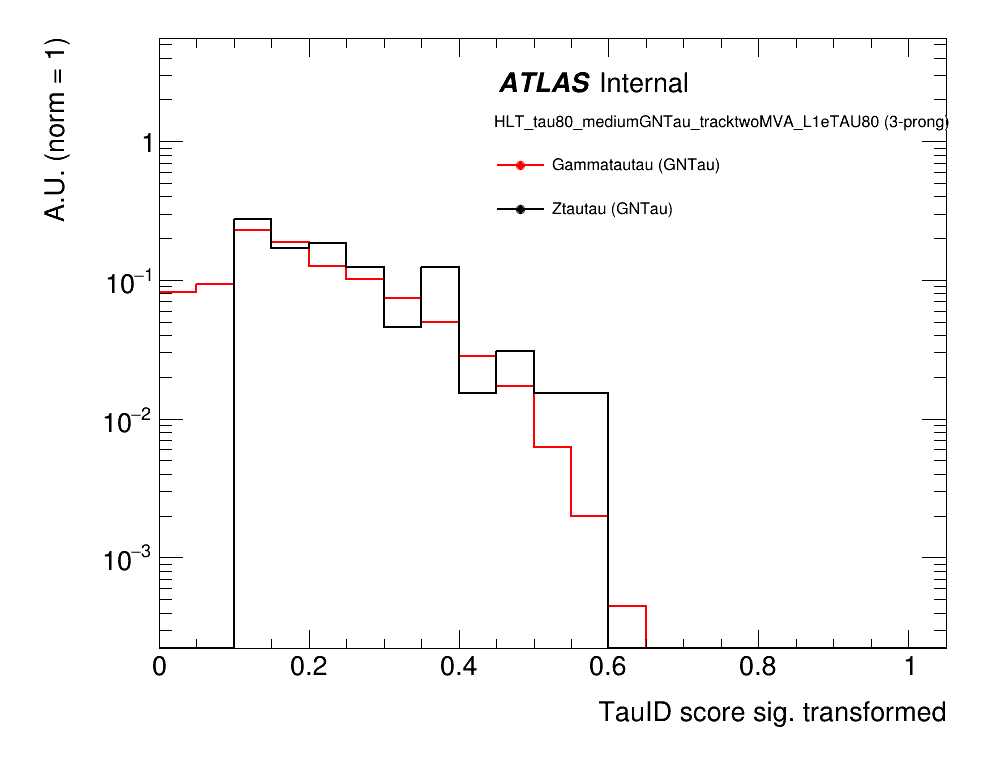 A.U. (norm = 1)
ATLAS Internal
HLT_tau80_mediumGNTau_tracktwoMVA_L1eTAU80 (3-prong)
Gammatautau (GNTau)
Ztautau (GNTau)
1
10−1
10−2
10−3
0 0.2 0.4 0.6 0.8 1
TauID score sig. transformed